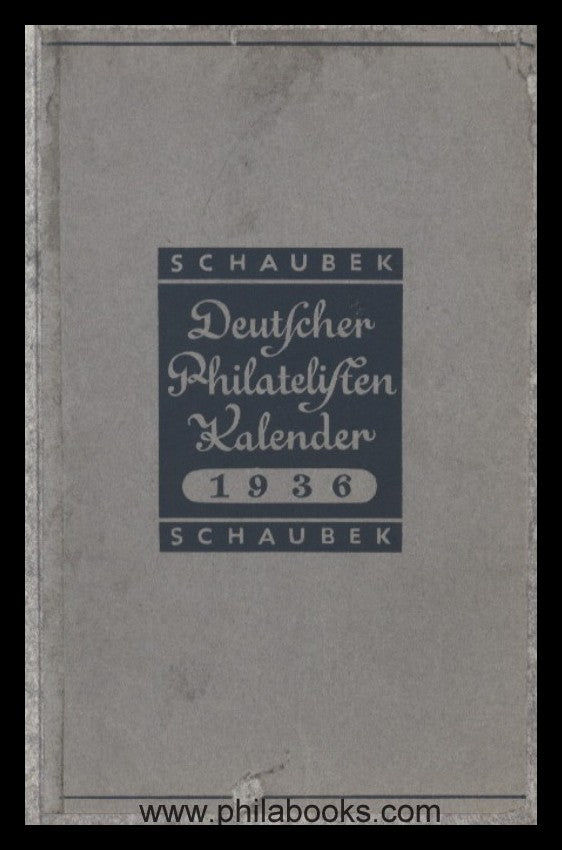 SCHAUBEK
Deutſcher
Philateliſten
Kalender
1936
SCHAUBEK
www.philabooks.com